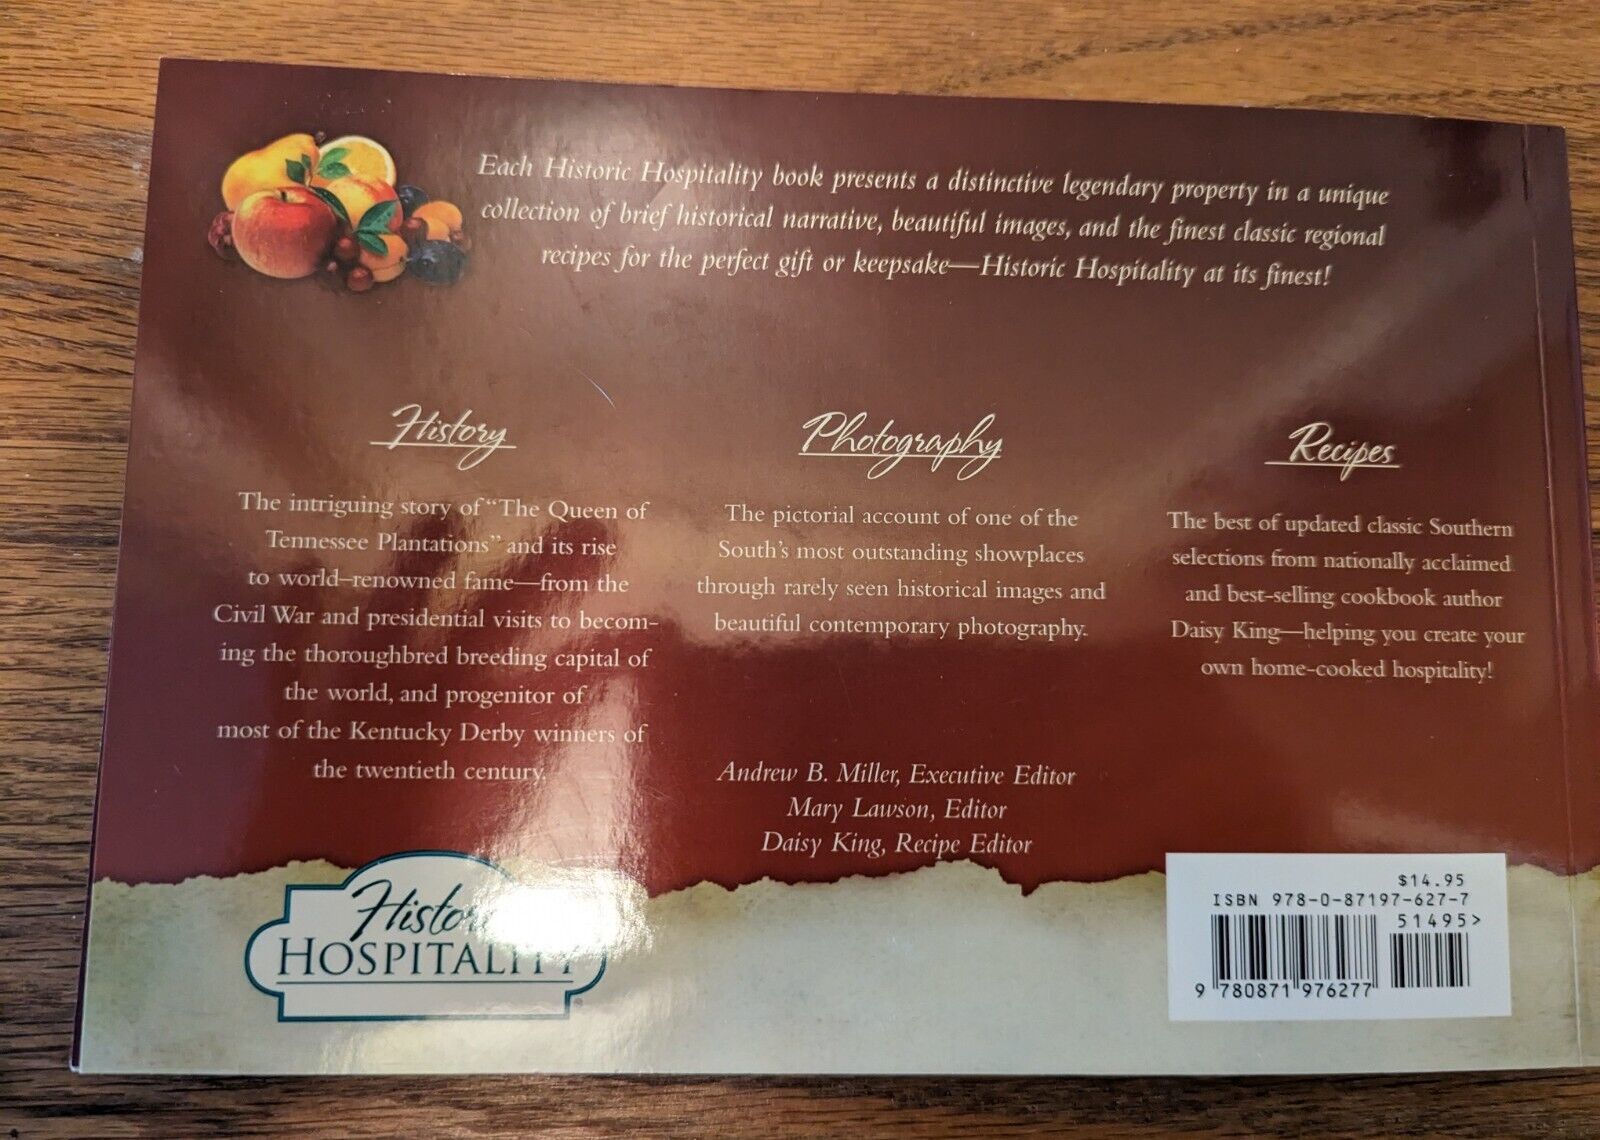 Each Historic Hospitality book presents a distinctive legendary property in a unique
collection of brief historical narrative, beautiful images, and the finest classic regional
recipes for the perfect gift or keepsake—Historic Hospitality at its finest!
History
The intriguing story of “The Queen of
Tennessee Plantations” and its rise
to world–renowned fame—from the
Civil War and presidential visits to becom-
ing the thoroughbred breeding capital of
the world, and progenitor of
most of the Kentucky Derby winners of
the twentieth century.
Photography
The pictorial account of one of the
South’s most outstanding showplaces
through rarely seen historical images and
beautiful contemporary photography.
Recipes
The best of updated classic Southern
selections from nationally acclaimed
and best-selling cookbook author
Daisy King—helping you create your
own home-cooked hospitality!
Andrew B. Miller, Executive Editor
Mary Lawson, Editor
Daisy King, Recipe Editor
HOSPITALITY
$14.95
ISBN 978-0-87197-627-7
51495>
9 780871 976277